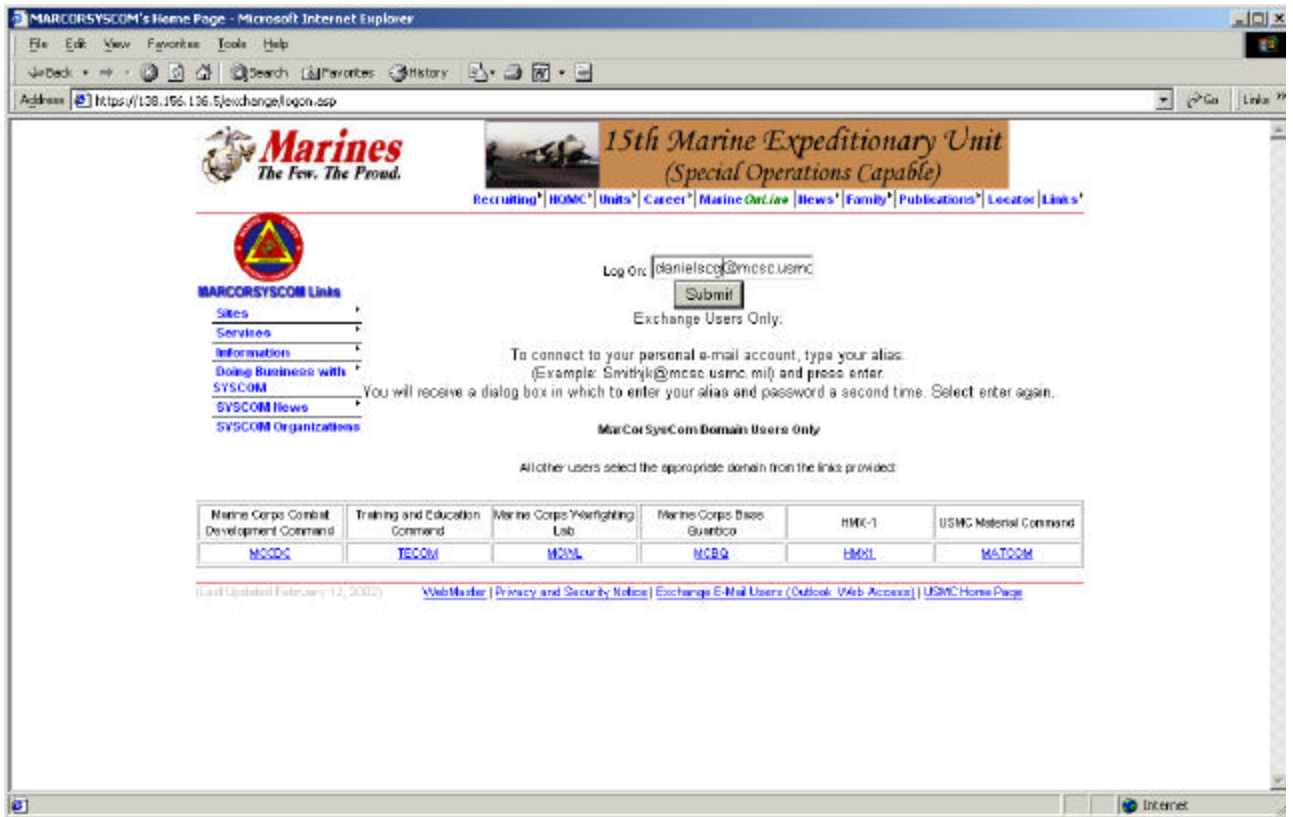 MARCORSYSCOM's Home Page - Microsoft Internet Explorer
File Edit View Favorites Tools Help
Back Search Favorites History
Address https://138.156.136.5/exchange/logon.asp Go Links »
Marines
The Few. The Proud.
15th Marine Expeditionary Unit
(Special Operations Capable)
Recruiting | HQMC | Units | Career | Marine OnLine | News | Family | Publications | Locator | Links
MARCORSYSCOM Links
Sites
Services
Information
Doing Business with
SYSCOM
SYSCOM News
SYSCOM Organizations
Log On: danielscg@mcsc.usmc
Submit
Exchange Users Only:
To connect to your personal e-mail account, type your alias.
(Example: Smithjk@mcsc.usmc.mil) and press enter.
You will receive a dialog box in which to enter your alias and password a second time. Select enter again.
MarCorSysCom Domain Users Only
All other users select the appropriate domain from the links provided:
Marine Corps Combat Development Command
Training and Education Command
Marine Corps Warfighting Lab
Marine Corps Base Quantico
HMX-1
USMC Material Command
MCCDC TECOM MCWL MCBQ HMX1 MATCOM
(Last Updated February 12, 2002) WebMaster | Privacy and Security Notice | Exchange E-Mail Users (Outlook Web Access) | USMC Home Page
Internet